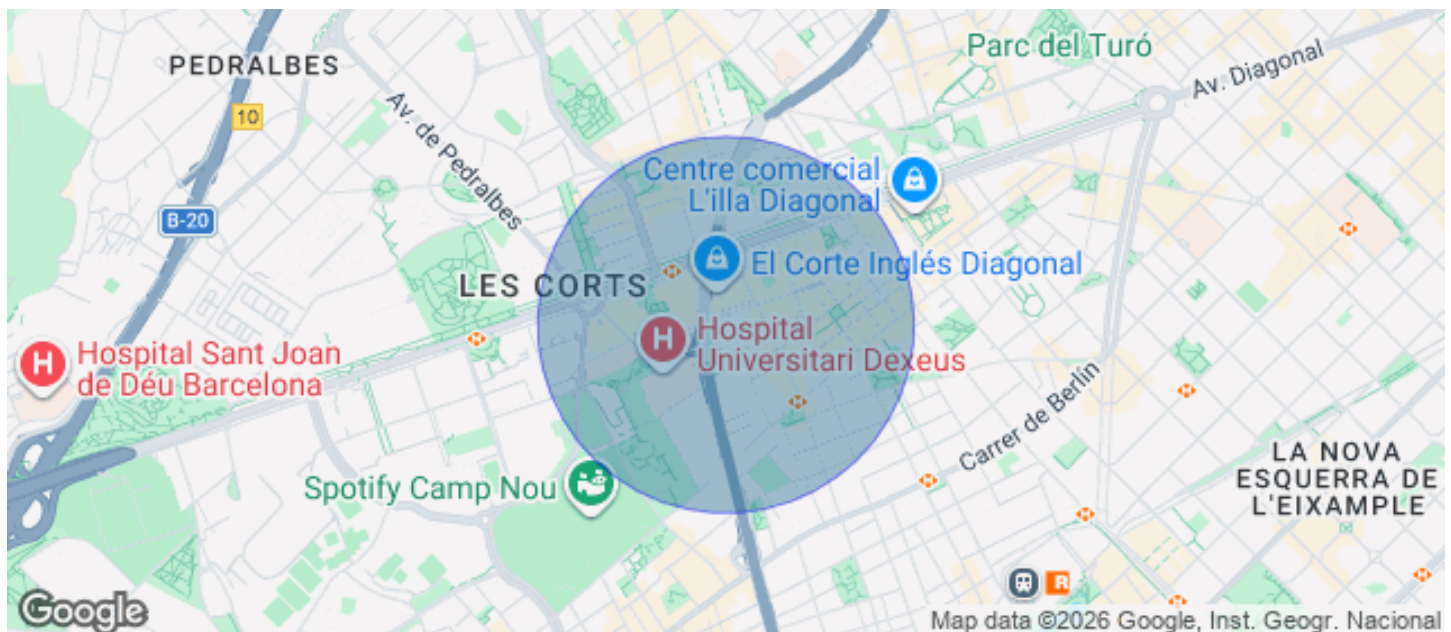 PEDRALBES
Parc del Turó
Av. Diagonal
10
Av. de Pedralbes
Centre comercial
L'illa Diagonal
B-20
El Corte Inglés Diagonal
LES CORTS
H
Hospital
Universitari Dexeus
H
Hospital Sant Joan
de Déu Barcelona
Carrer de Berlín
LA NOVA
ESQUERRA DE
L'EIXAMPLE
Spotify Camp Nou
R
Google
Map data ©2026 Google, Inst. Geogr. Nacional